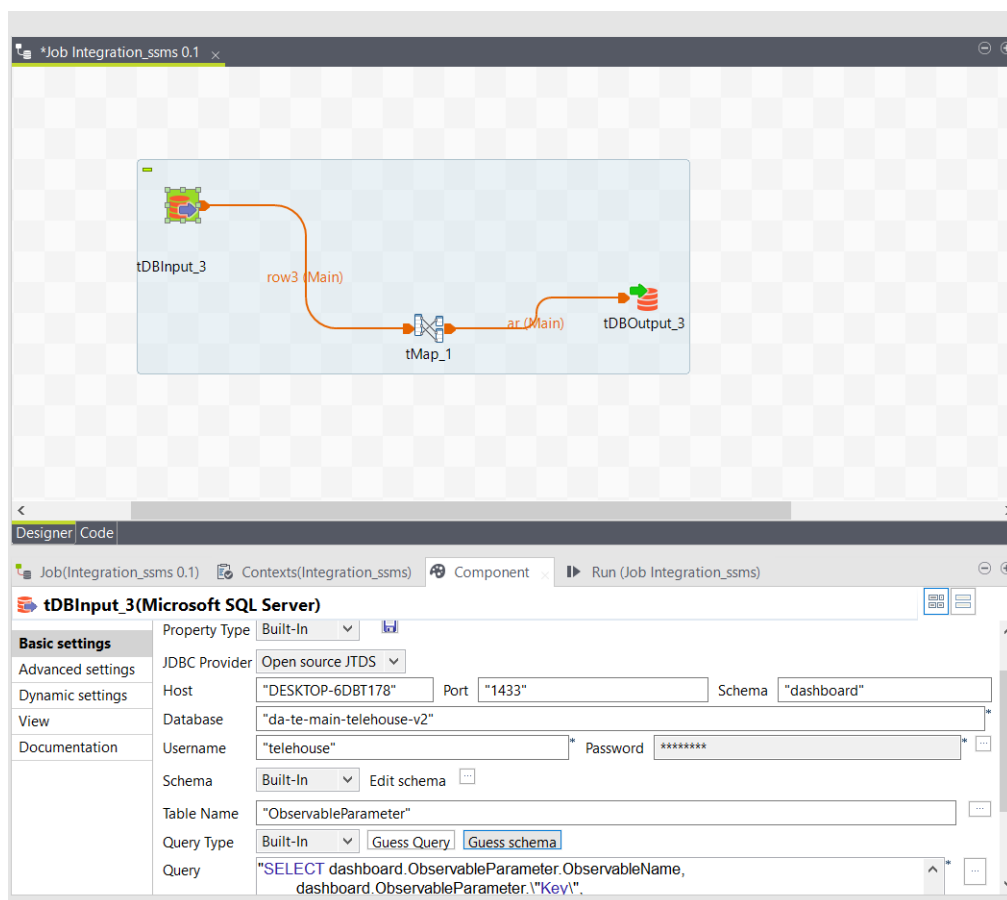 *Job Integration_ssms 0.1
tDBInput_3
row3 (Main)
ar (Main)
tDBOutput_3
tMap_1
Designer Code
Job(Integration_ssms 0.1) Contexts(Integration_ssms) Component Run (Job Integration_ssms)
tDBInput_3(Microsoft SQL Server)
Basic settings
Advanced settings
Dynamic settings
View
Documentation
Property Type Built-In
JDBC Provider Open source JTDS
Host "DESKTOP-6DBT178" Port "1433" Schema "dashboard"
Database "da-te-main-telehouse-v2" *
Username "telehouse" * Password ******** *
Schema Built-In Edit schema
Table Name "ObservableParameter"
Query Type Built-In Guess Query Guess schema
Query "SELECT dashboard.ObservableParameter.ObservableName, *
dashboard.ObservableParameter.\"Key\",